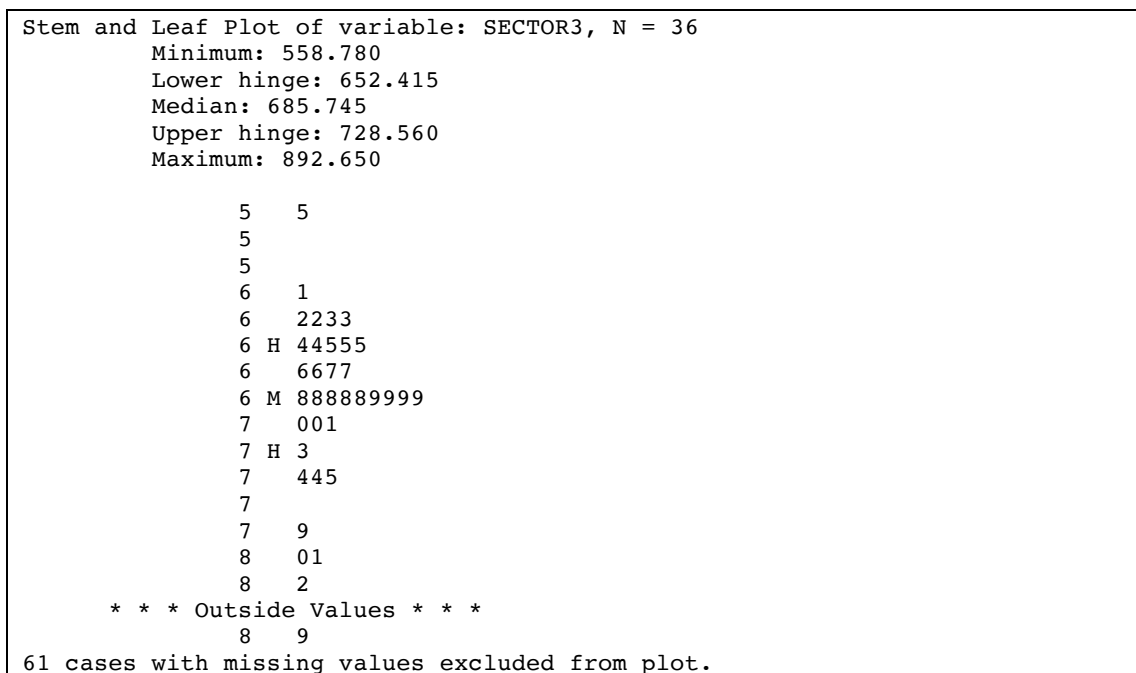 Stem and Leaf Plot of variable: SECTOR3, N = 36
Minimum: 558.780
Lower hinge: 652.415
Median: 685.745
Upper hinge: 728.560
Maximum: 892.650
5 5
5
5
6 1
6 2233
6 H 44555
6 6677
6 M 888889999
7 001
7 H 3
7 445
7
7 9
8 01
8 2
* * * Outside Values * * *
8 9
61 cases with missing values excluded from plot.